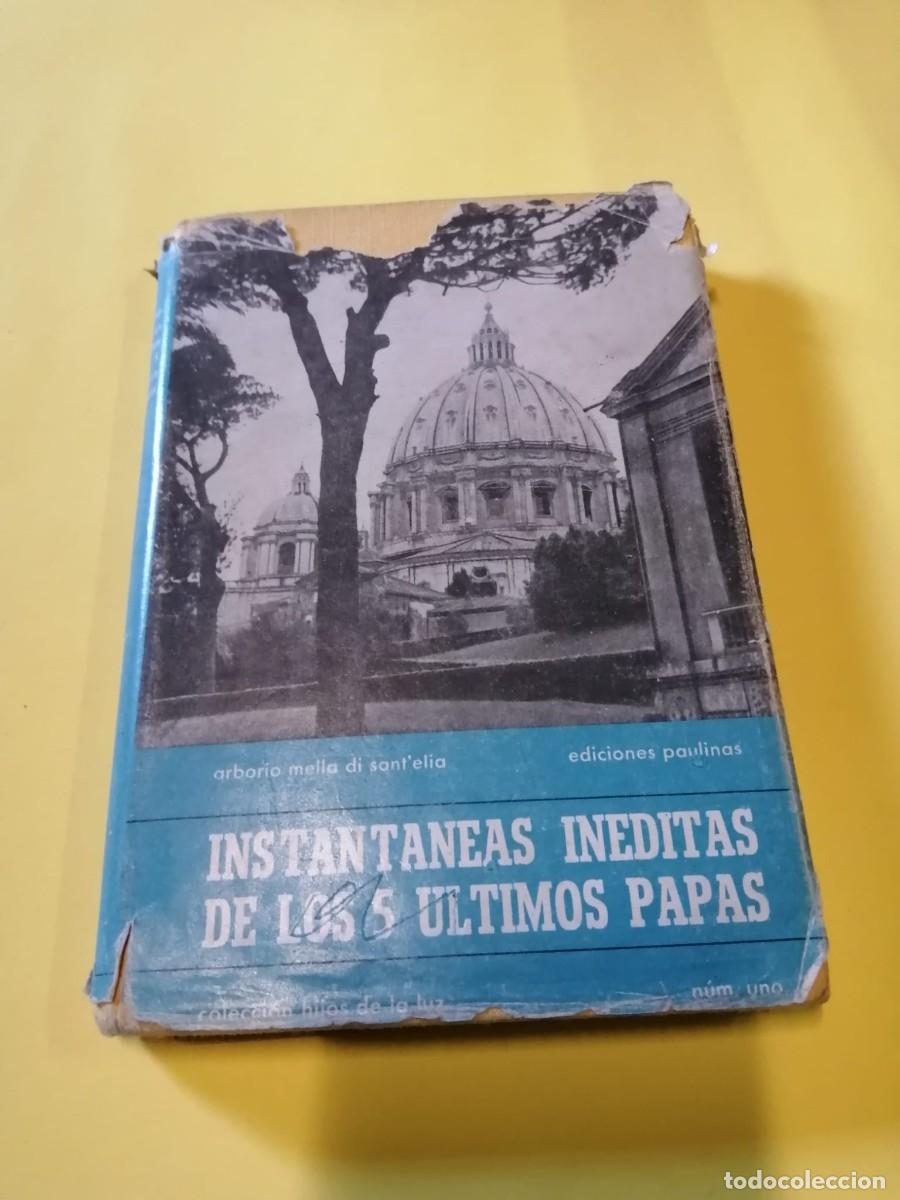 arborio mella di sant'elia ediciones paulinas
INSTANTANEAS INEDITAS
DE LOS 5 ULTIMOS PAPAS
colección hijos de la luz núm. uno
todocoleccion